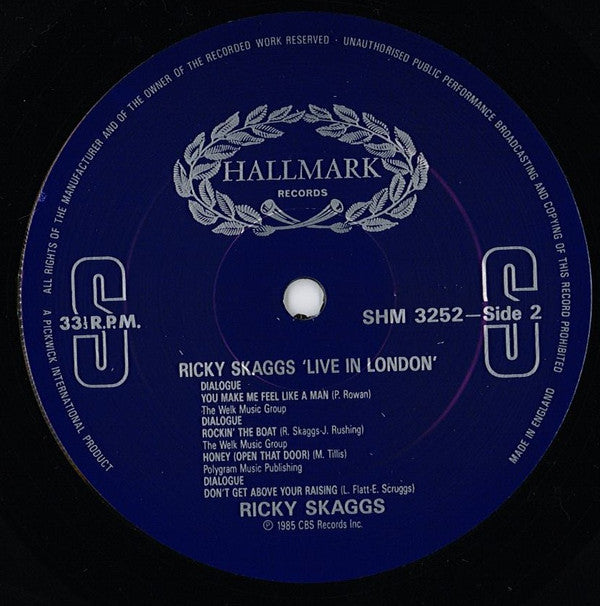 ALL RIGHTS OF THE MANUFACTURER AND OF THE OWNER OF THE RECORDED WORK RESERVED · UNAUTHORISED PUBLIC PERFORMANCE BROADCASTING AND COPYING OF THIS RECORD PROHIBITED
HALLMARK
RECORDS
S
S
33⅓ R.P.M.
SHM 3252—Side 2
RICKY SKAGGS 'LIVE IN LONDON'
DIALOGUE
YOU MAKE ME FEEL LIKE A MAN (P. Rowan)
The Welk Music Group
DIALOGUE
ROCKIN' THE BOAT (R. Skaggs-J. Rushing)
The Welk Music Group
HONEY (OPEN THAT DOOR) (M. Tillis)
Polygram Music Publishing
DIALOGUE
DON'T GET ABOVE YOUR RAISING (L. Flatt-E. Scruggs)
RICKY SKAGGS
℗ 1985 CBS Records Inc.
A PICKWICK INTERNATIONAL PRODUCT
MADE IN ENGLAND